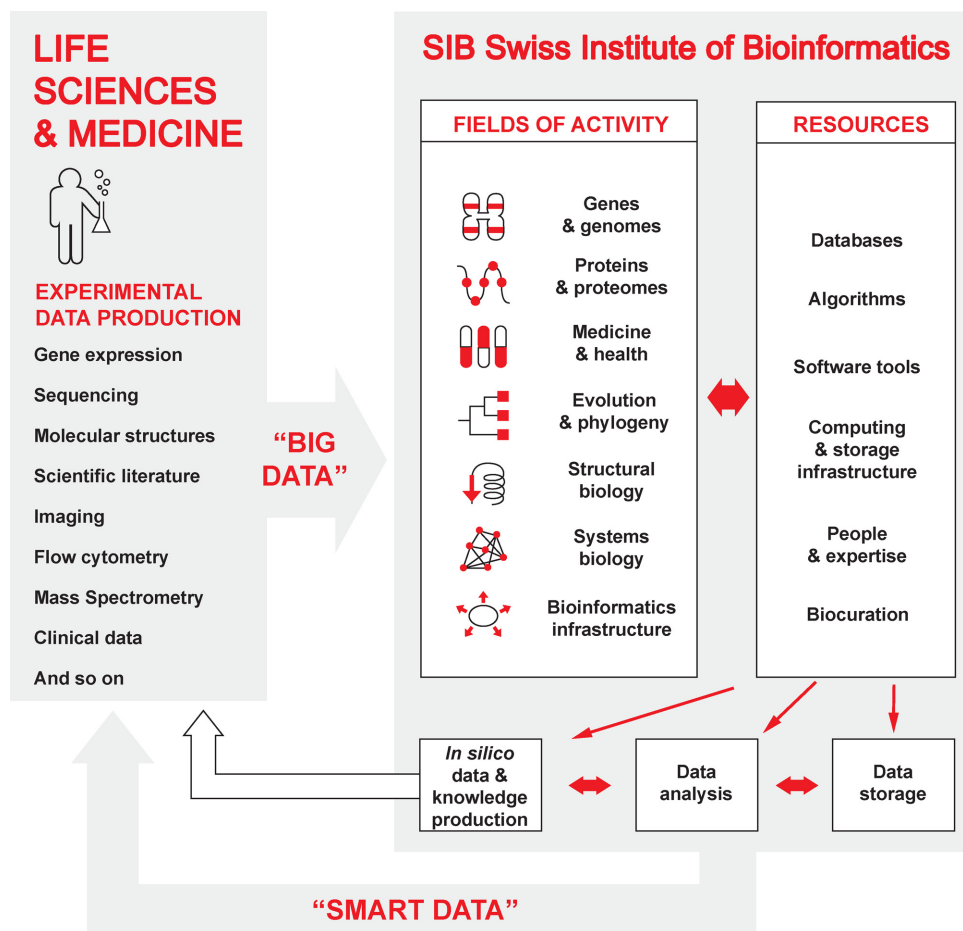 LIFE
SCIENCES
& MEDICINE
EXPERIMENTAL
DATA PRODUCTION
Gene expression
Sequencing
Molecular structures
Scientific literature
Imaging
Flow cytometry
Mass Spectrometry
Clinical data
And so on
“BIG
DATA”
SIB Swiss Institute of Bioinformatics
FIELDS OF ACTIVITY
Genes
& genomes
Proteins
& proteomes
Medicine
& health
Evolution
& phylogeny
Structural
biology
Systems
biology
Bioinformatics
infrastructure
RESOURCES
Databases
Algorithms
Software tools
Computing
& storage
infrastructure
People
& expertise
Biocuration
In silico
data &
knowledge
production
Data
analysis
Data
storage
“SMART DATA”